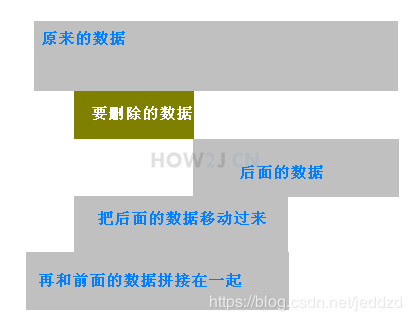 原来的数据
要删除的数据
HOW2J.CN
后面的数据
把后面的数据移动过来
再和前面的数据拼接在一起
https://blog.csdn.net/jeddzd